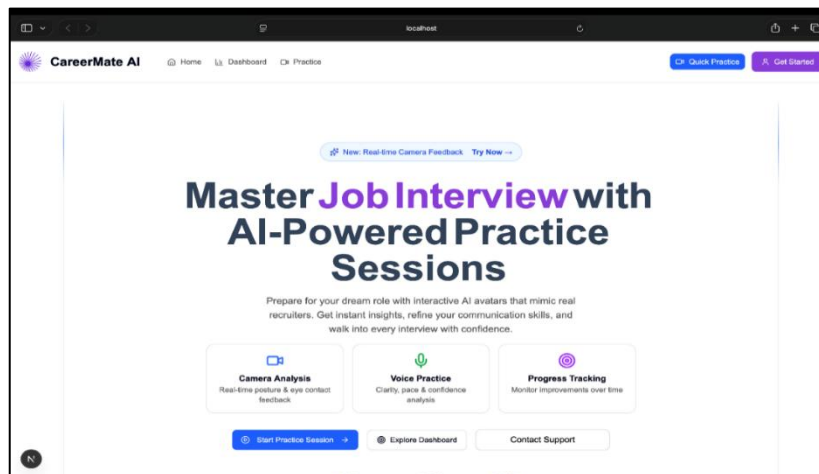 localhost
CareerMate AI
Home
Dashboard
Practice
Quick Practice
Get Started
New: Real-time Camera Feedback Try Now →
Master Job Interview with
AI-Powered Practice
Sessions
Prepare for your dream role with interactive AI avatars that mimic real
recruiters. Get instant insights, refine your communication skills, and
walk into every interview with confidence.
Camera Analysis
Real-time posture & eye contact
feedback
Voice Practice
Clarity, pace & confidence
analysis
Progress Tracking
Monitor improvements over time
Start Practice Session →
Explore Dashboard
Contact Support
N